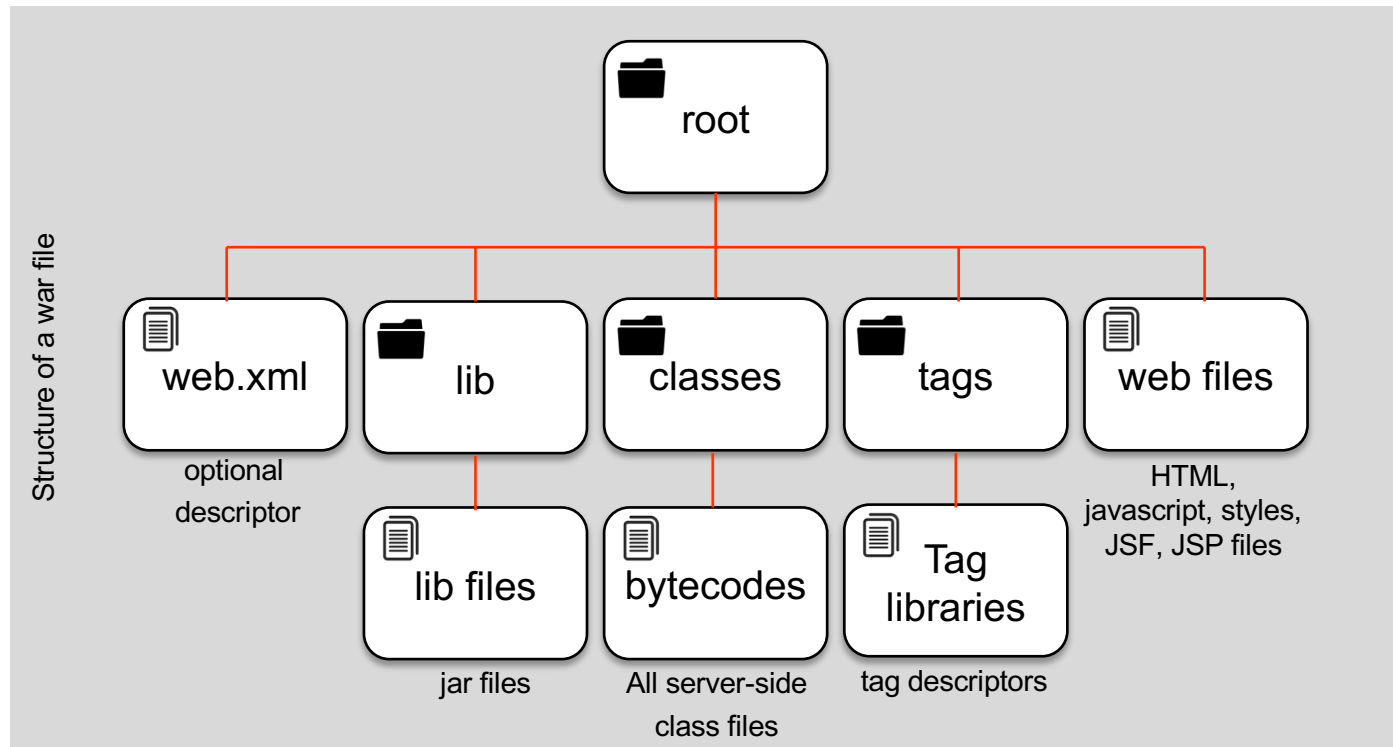 Structure of a war file
root
web.xml
optional
descriptor
lib
classes
tags
web files
HTML,
javascript, styles,
JSF, JSP files
lib files
jar files
bytecodes
All server-side
class files
Tag
libraries
tag descriptors